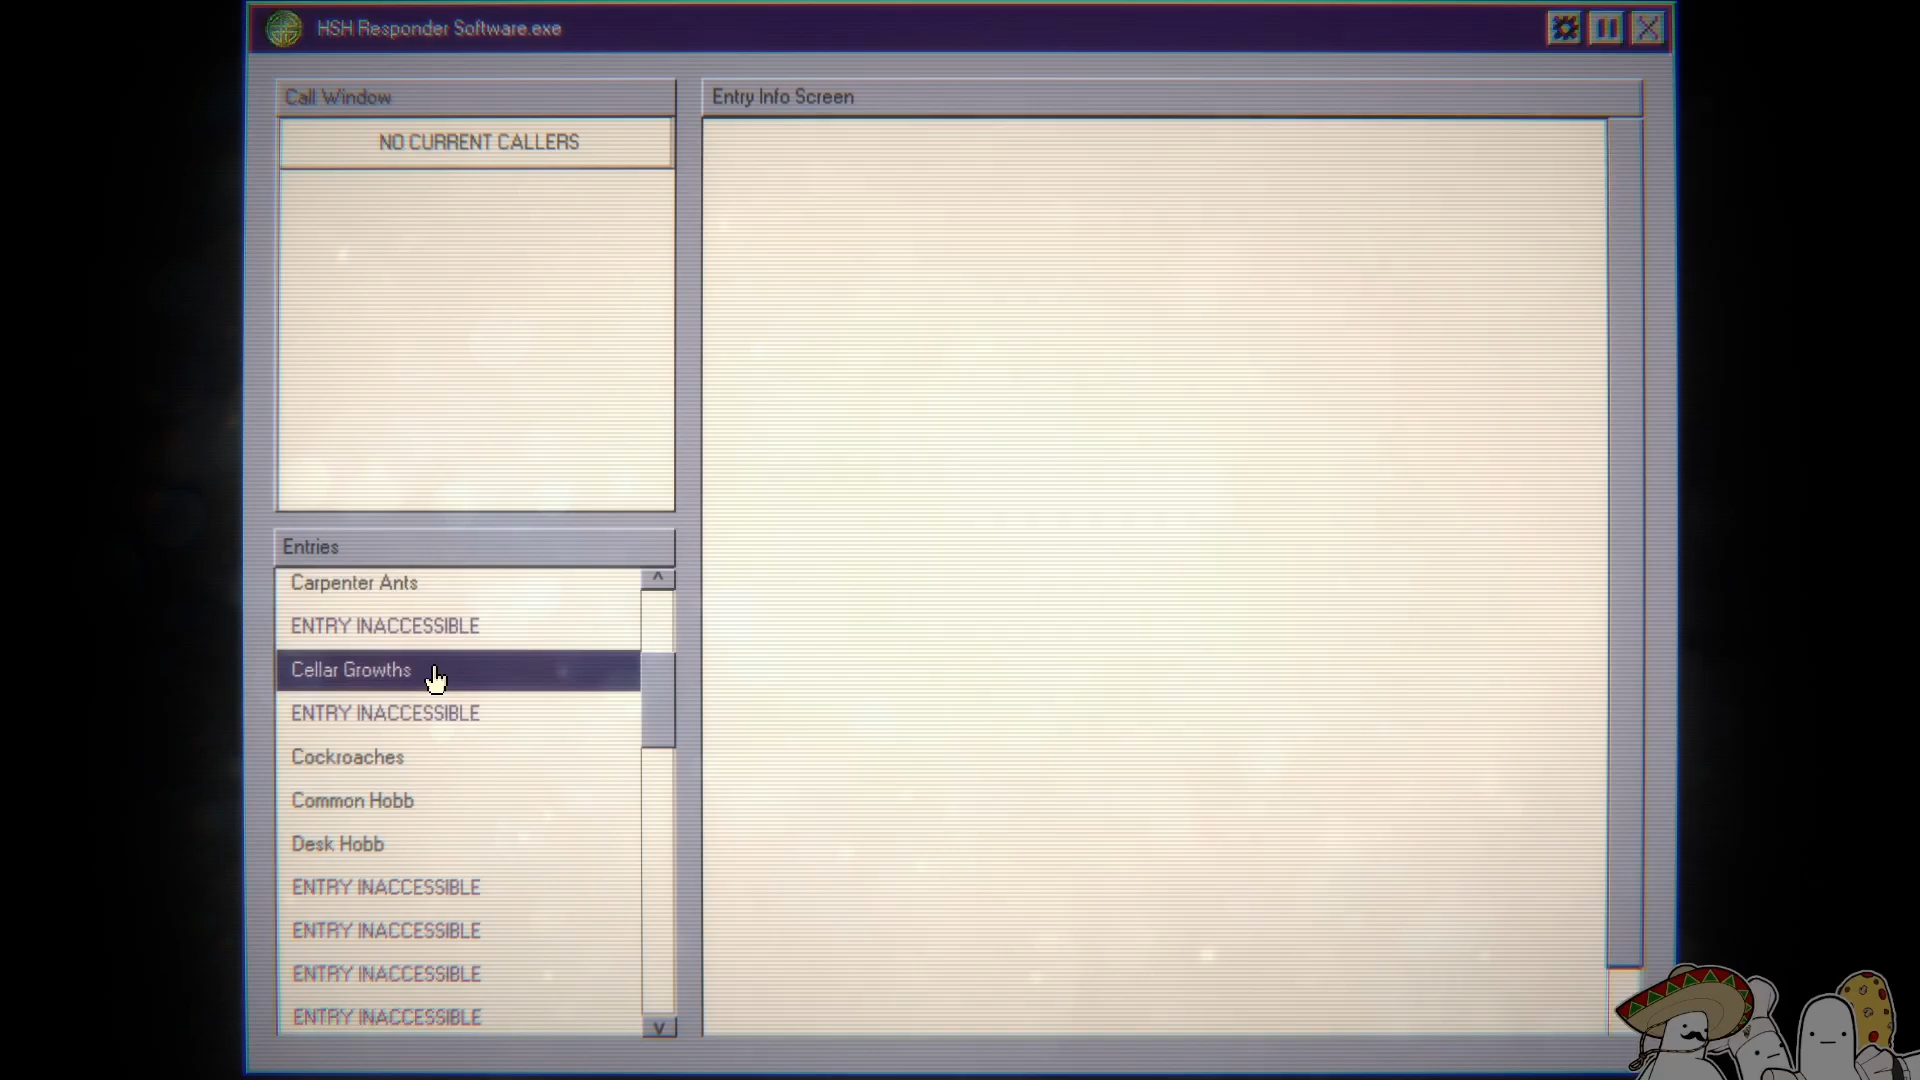 HSH Responder Software.exe
Call Window
NO CURRENT CALLERS
Entry Info Screen
Entries
Carpenter Ants
ENTRY INACCESSIBLE
Cellar Growths
ENTRY INACCESSIBLE
Cockroaches
Common Hobb
Desk Hobb
ENTRY INACCESSIBLE
ENTRY INACCESSIBLE
ENTRY INACCESSIBLE
ENTRY INACCESSIBLE